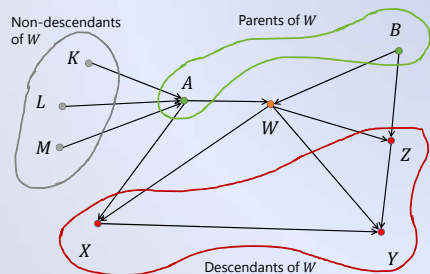 Non-descendants
of W
Parents of W
B
K
A
L
W
M
Z
X
Y
Descendants of W